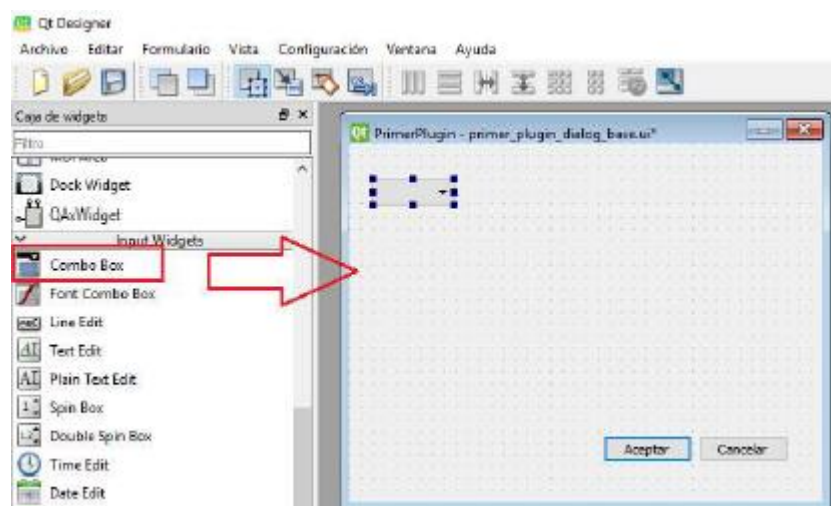 Qt Designer
Archivo Editar Formulario Vista Configuración Ventana Ayuda
Caja de widgets
Filtro
Dock Widget
QAxWidget
Input Widgets
Combo Box
Font Combo Box
Line Edit
Text Edit
Plain Text Edit
Spin Box
Double Spin Box
Time Edit
Date Edit
PrimerPlugin - primer_plugin_dialog_base.ui*
Aceptar Cancelar